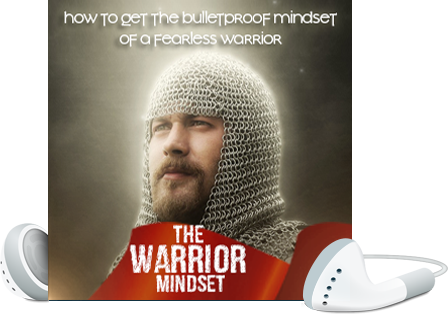 how to get the bulletproof mindset
of a fearless warrior
THE
WARRIOR
MINDSET